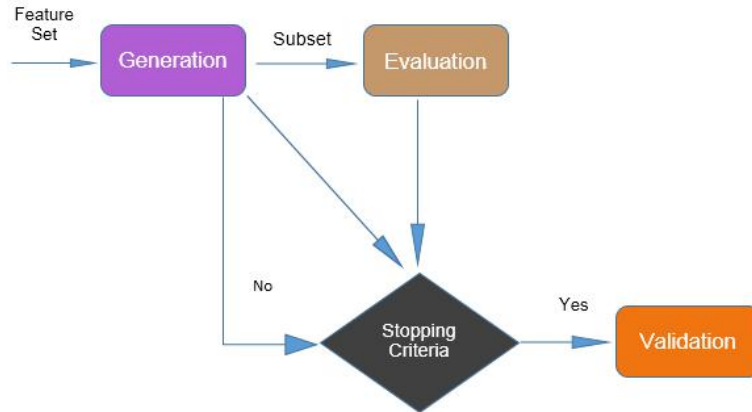 Feature
Set
Generation
Subset
Evaluation
No
Stopping
Criteria
Yes
Validation